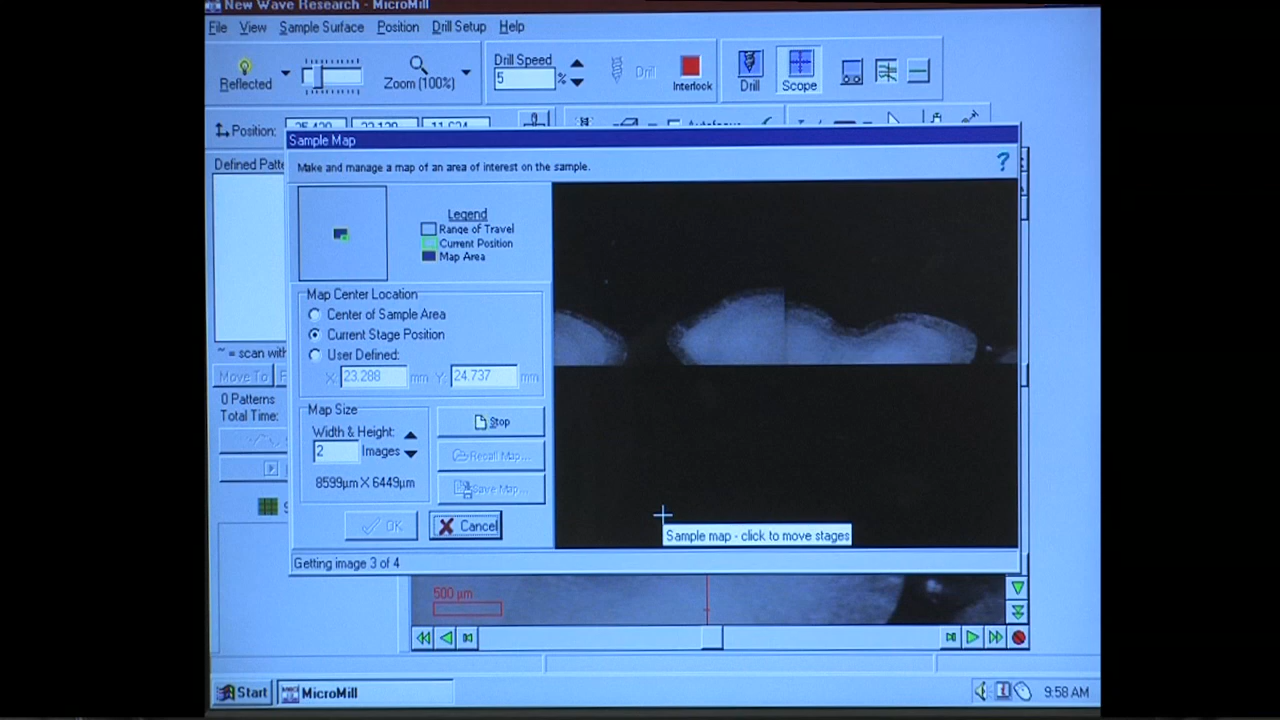 New Wave Research - MicroMill
File View Sample Surface Position Drill Setup Help
Reflected
Zoom (100%)
Drill Speed
5 %
Drill
Interlock
Drill
Scope
Position:
Autofocus
Defined Patte
Sample Map
Make and manage a map of an area of interest on the sample.
?
Legend
Range of Travel
Current Position
Map Area
Map Center Location
Center of Sample Area
Current Stage Position
User Defined:
X: 23.288 mm Y: 24.737 mm
~ = scan with
Move To
0 Patterns
Total Time:
Map Size
Width & Height:
2 Images
8599µm X 6449µm
Stop
Recall Map...
Save Map...
OK
Cancel
Sample map - click to move stages
Getting image 3 of 4
500 µm
Start
MicroMill
9:58 AM